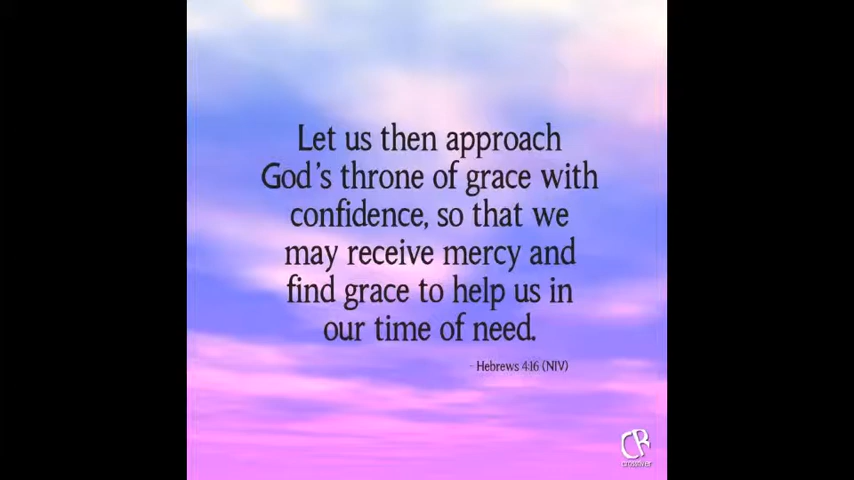 Let us then approach
God's throne of grace with
confidence, so that we
may receive mercy and
find grace to help us in
our time of need.
- Hebrews 4:16 (NIV)
CR